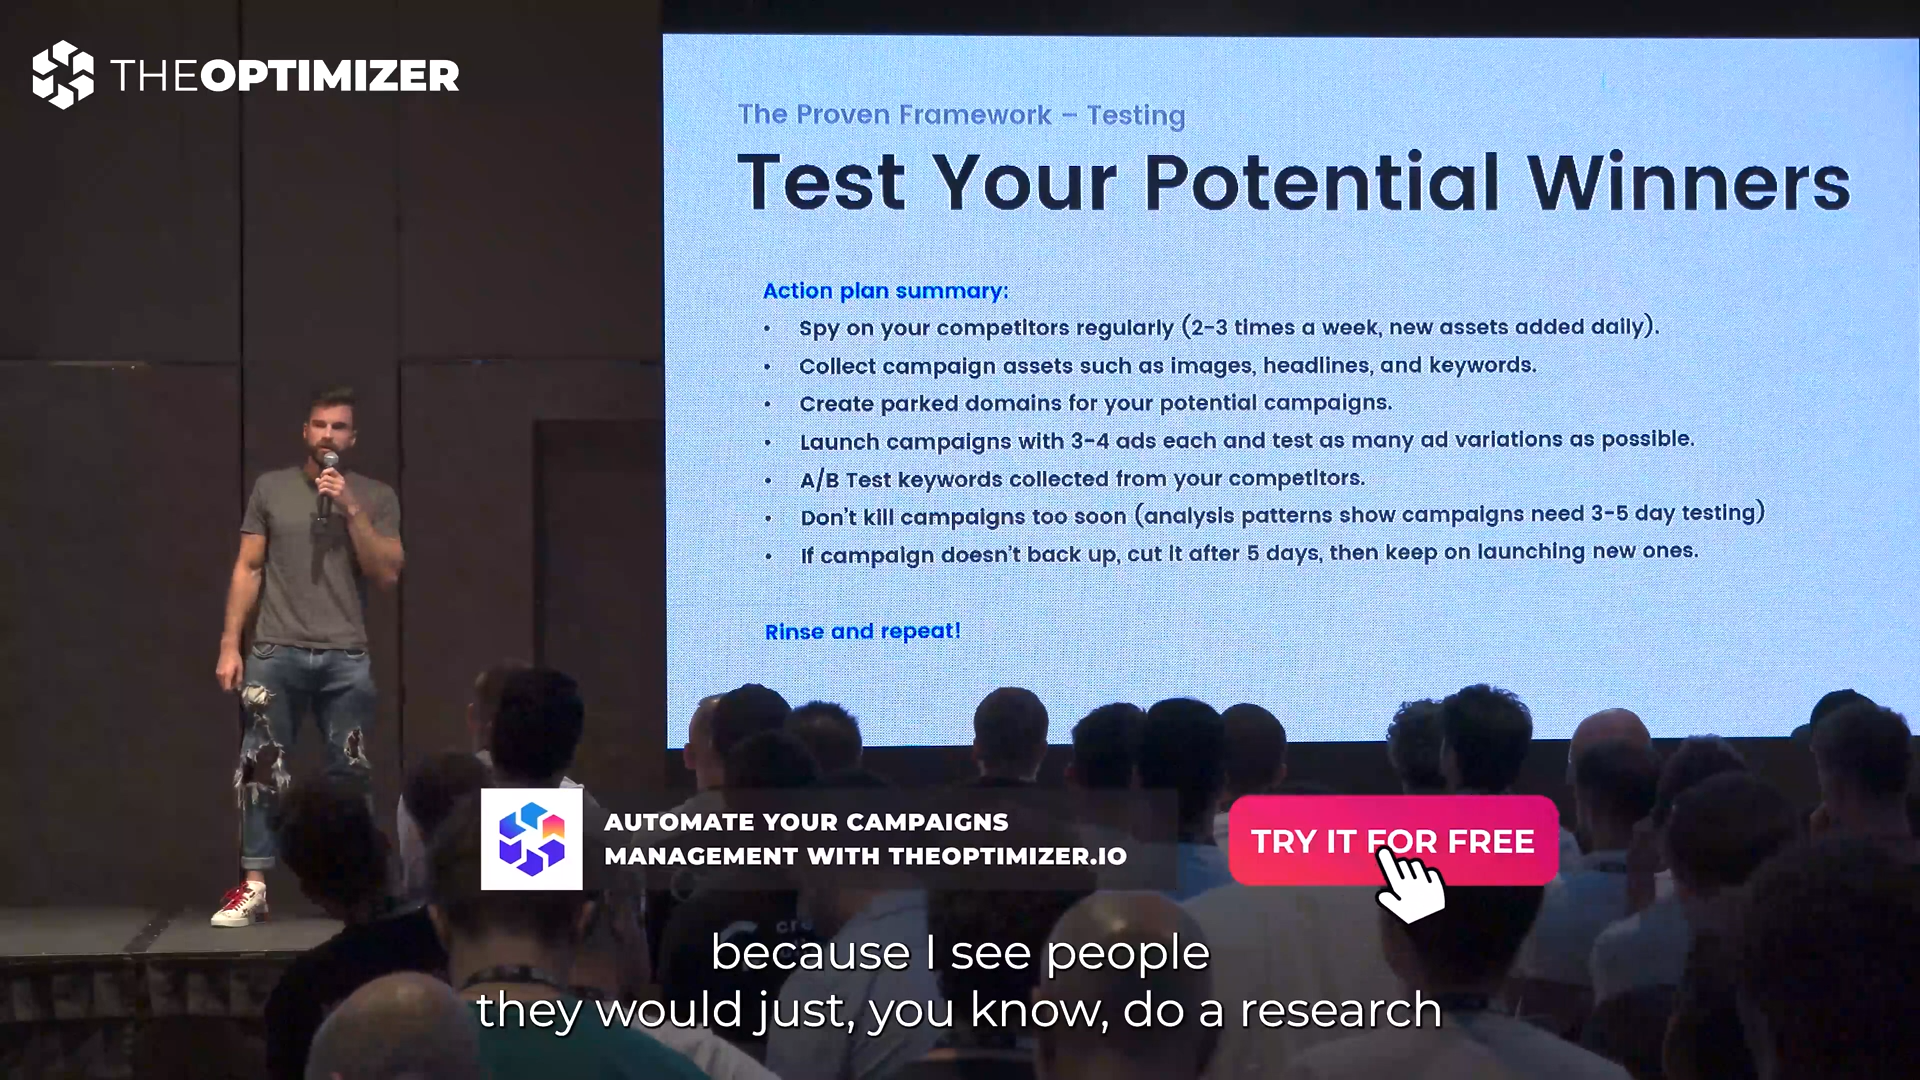 THEOPTIMIZER
The Proven Framework – Testing
Test Your Potential Winners
Action plan summary:
• Spy on your competitors regularly (2-3 times a week, new assets added daily).
• Collect campaign assets such as images, headlines, and keywords.
• Create parked domains for your potential campaigns.
• Launch campaigns with 3-4 ads each and test as many ad variations as possible.
• A/B Test keywords collected from your competitors.
• Don't kill campaigns too soon (analysis patterns show campaigns need 3-5 day testing)
• If campaign doesn't back up, cut it after 5 days, then keep on launching new ones.
Rinse and repeat!
AUTOMATE YOUR CAMPAIGNS
MANAGEMENT WITH THEOPTIMIZER.IO
TRY IT FOR FREE
because I see people
they would just, you know, do a research